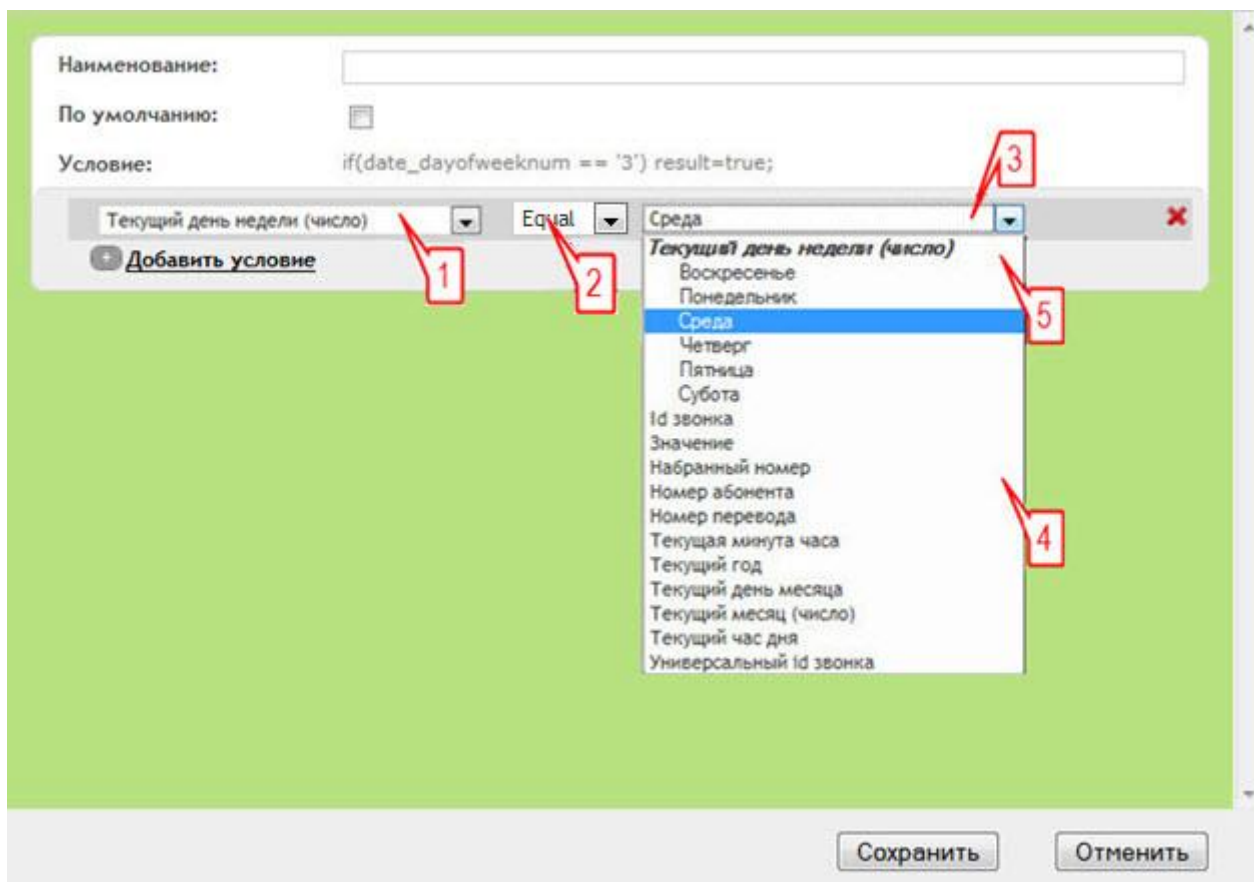 Наименование:
По умолчанию:
Условие: if(date_dayofweeknum == '3') result=true;
3
Текущий день недели (число) Equal Среда
Добавить условие
1
2
Текущий день недели (число)
Воскресенье
Понедельник
5
Среда
Четверг
Пятница
Субота
Id звонка
Значение
Набранный номер
Номер абонента
Номер перевода
4
Текущая минута часа
Текущий год
Текущий день месяца
Текущий месяц (число)
Текущий час дня
Универсальный id звонка
Сохранить Отменить